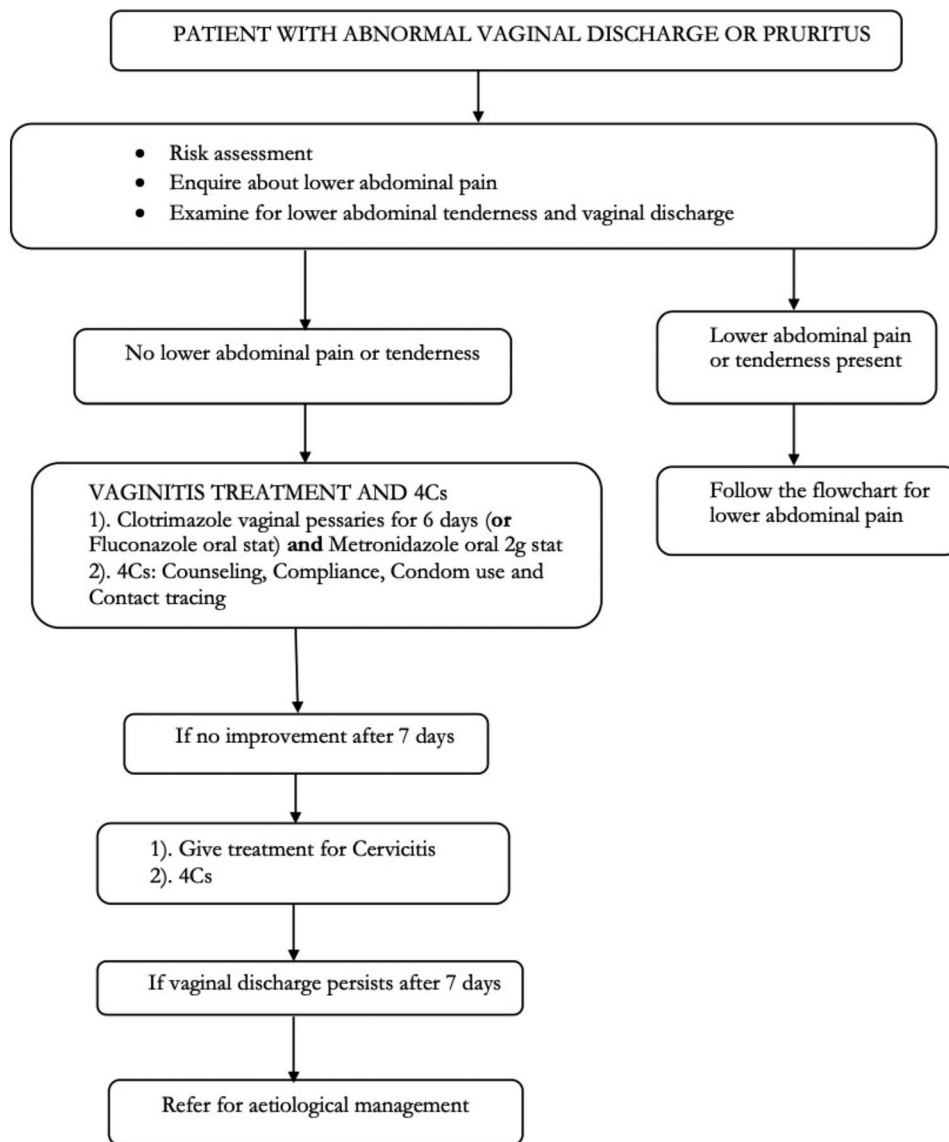 PATIENT WITH ABNORMAL VAGINAL DISCHARGE OR PRURITUS
• Risk assessment
• Enquire about lower abdominal pain
• Examine for lower abdominal tenderness and vaginal discharge
No lower abdominal pain or tenderness
Lower abdominal pain
or tenderness present
VAGINITIS TREATMENT AND 4Cs
1). Clotrimazole vaginal pessaries for 6 days (or
Fluconazole oral stat) and Metronidazole oral 2g stat
2). 4Cs: Counseling, Compliance, Condom use and
Contact tracing
Follow the flowchart for
lower abdominal pain
If no improvement after 7 days
1). Give treatment for Cervicitis
2). 4Cs
If vaginal discharge persists after 7 days
Refer for aetiological management